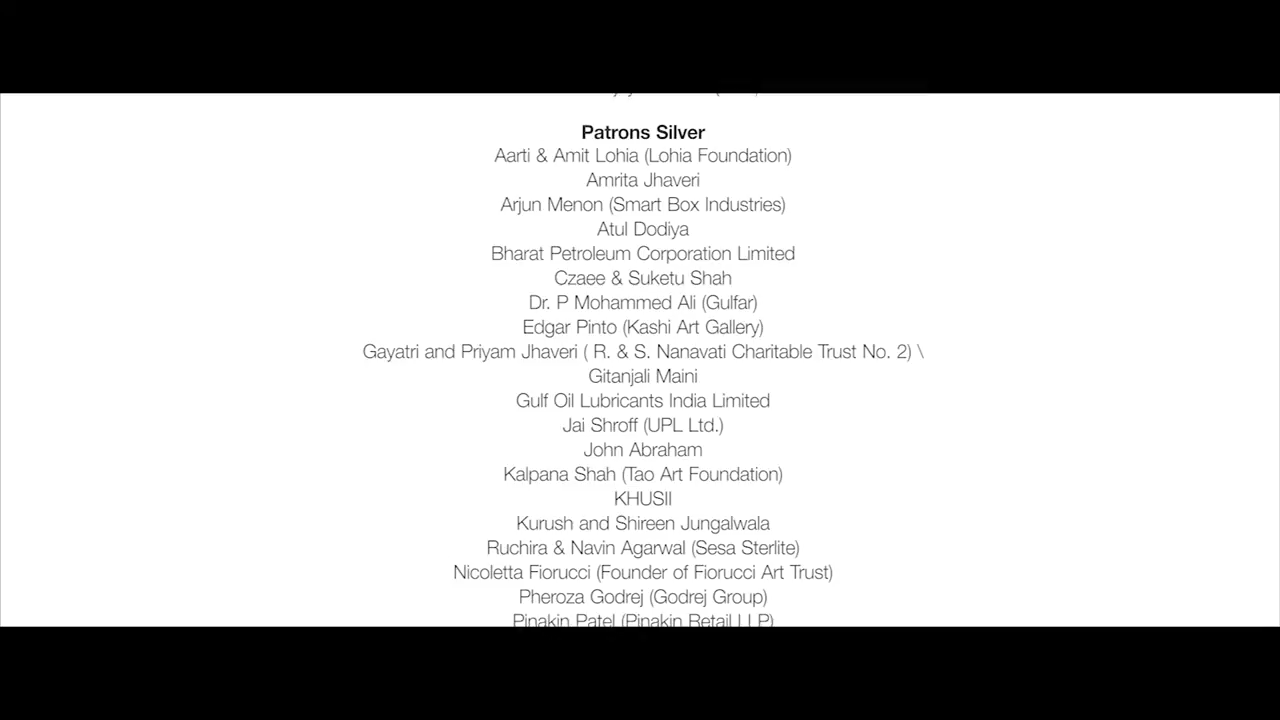 Patrons Silver
Aarti & Amit Lohia (Lohia Foundation)
Amrita Jhaveri
Arjun Menon (Smart Box Industries)
Atul Dodiya
Bharat Petroleum Corporation Limited
Czaee & Suketu Shah
Dr. P Mohammed Ali (Gulfar)
Edgar Pinto (Kashi Art Gallery)
Gayatri and Priyam Jhaveri ( R. & S. Nanavati Charitable Trust No. 2) \
Gitanjali Maini
Gulf Oil Lubricants India Limited
Jai Shroff (UPL Ltd.)
John Abraham
Kalpana Shah (Tao Art Foundation)
KHUSII
Kurush and Shireen Jungalwala
Ruchira & Navin Agarwal (Sesa Sterlite)
Nicoletta Fiorucci (Founder of Fiorucci Art Trust)
Pheroza Godrej (Godrej Group)
Pinakin Patel (Pinakin Retail LLP)